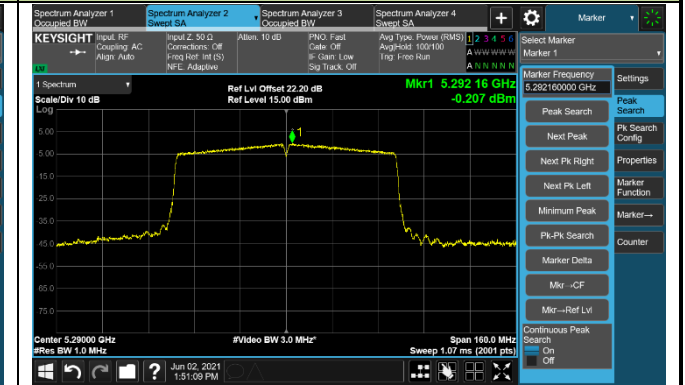 Spectrum Analyzer 1
Occupied BW
Spectrum Analyzer 2
Swept SA
Spectrum Analyzer 3
Occupied BW
Spectrum Analyzer 4
Swept SA
+
Marker
KEYSIGHT
Input: RF
Coupling: AC
Align: Auto
Input Z: 50 Ω
Corrections: Off
Freq Ref: Int (S)
NFE: Adaptive
Atten: 10 dB
PNO: Fast
Gate: Off
IF Gain: Low
Sig Track: Off
Avg Type: Power (RMS)
Avg|Hold: 100/100
Trig: Free Run
1 2 3 4 5 6
A W W W W W
A N N N N N
LU
Select Marker
Marker 1
1 Spectrum
Scale/Div 10 dB
Ref Lvl Offset 22.20 dB
Ref Level 15.00 dBm
Mkr1 5.292 16 GHz
-0.207 dBm
Marker Frequency
5.292160000 GHz
Settings
Peak Search
Next Peak
Next Pk Right
Next Pk Left
Minimum Peak
Pk-Pk Search
Marker Delta
Mkr→CF
Mkr→Ref Lvl
Continuous Peak
Search
On
Off
Peak
Search
Pk Search
Config
Properties
Marker
Function
Marker→
Counter
Log
1
5.00
-5.00
-15.0
-25.0
-35.0
-45.0
-55.0
-65.0
-75.0
Center 5.29000 GHz
#Res BW 1.0 MHz
#Video BW 3.0 MHz*
Span 160.0 MHz
Sweep 1.07 ms (2001 pts)
?
Jun 02, 2021
1:51:09 PM